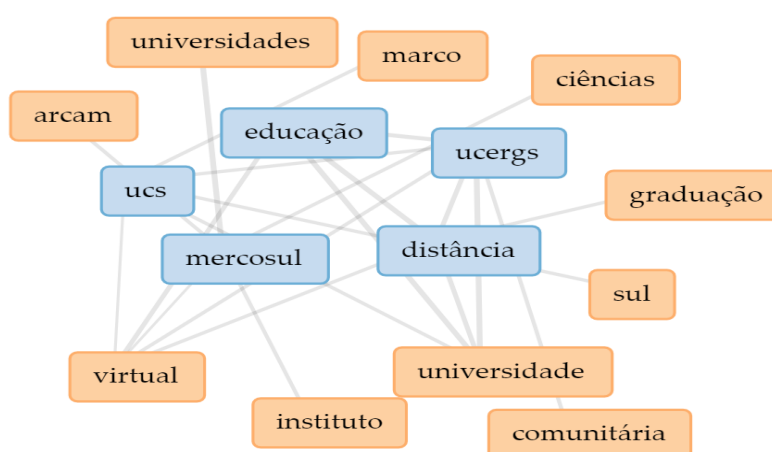 universidades
marco
ciências
arcam
educação
ucergs
ucs
graduação
mercosul
distância
sul
virtual
universidade
instituto
comunitária